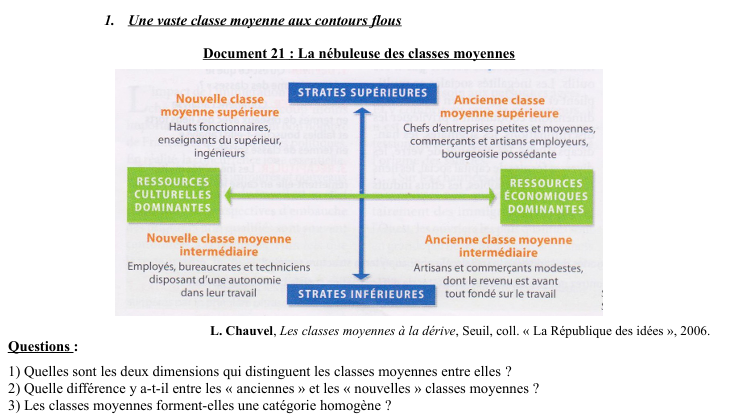 1. Une vaste classe moyenne aux contours flous
Document 21 : La nébuleuse des classes moyennes
STRATES SUPÉRIEURES
Nouvelle classe
moyenne supérieure
Hauts fonctionnaires,
enseignants du supérieur,
ingénieurs
Ancienne classe
moyenne supérieure
Chefs d'entreprises petites et moyennes,
commerçants et artisans employeurs,
bourgeoisie possédante
RESSOURCES
CULTURELLES
DOMINANTES
RESSOURCES
ÉCONOMIQUES
DOMINANTES
Nouvelle classe moyenne
intermédiaire
Employés, bureaucrates et techniciens
disposant d'une autonomie
dans leur travail
Ancienne classe moyenne
intermédiaire
Artisans et commerçants modestes,
dont le revenu est avant
tout fondé sur le travail
STRATES INFÉRIEURES
L. Chauvel, Les classes moyennes à la dérive, Seuil, coll. « La République des idées », 2006.
Questions :
1) Quelles sont les deux dimensions qui distinguent les classes moyennes entre elles ?
2) Quelle différence y a-t-il entre les « anciennes » et les « nouvelles » classes moyennes ?
3) Les classes moyennes forment-elles une catégorie homogène ?